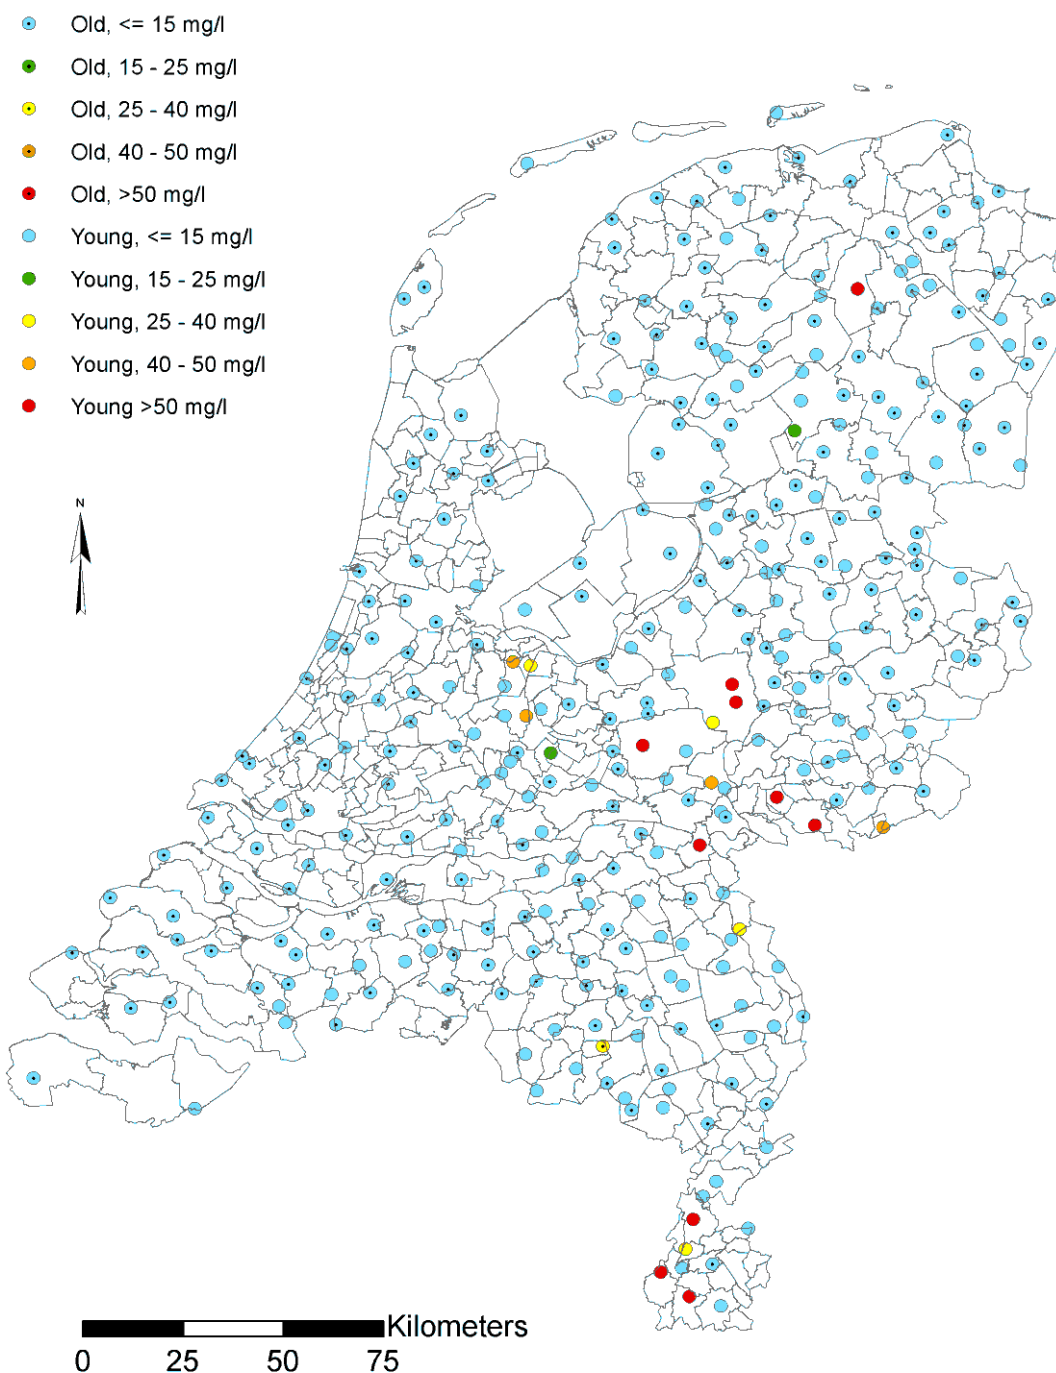 Old, <= 15 mg/l
Old, 15 - 25 mg/l
Old, 25 - 40 mg/l
Old, 40 - 50 mg/l
Old, >50 mg/l
Young, <= 15 mg/l
Young, 15 - 25 mg/l
Young, 25 - 40 mg/l
Young, 40 - 50 mg/l
Young >50 mg/l
N
Kilometers
0 25 50 75